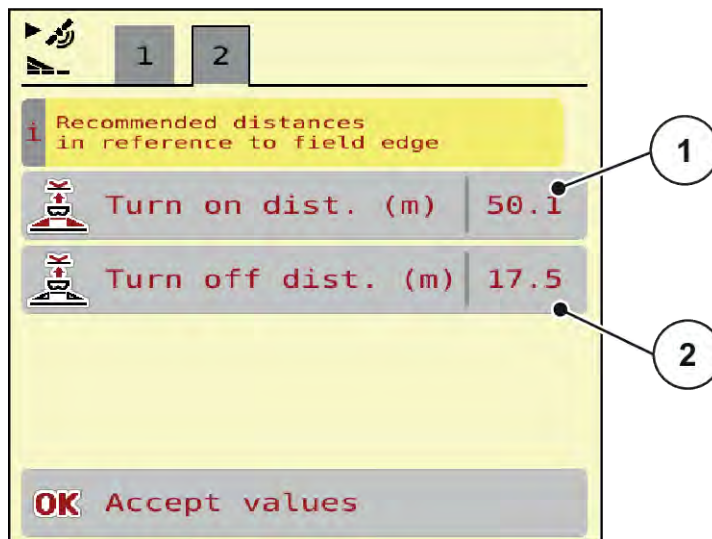 1 2
i Recommended distances
in reference to field edge
Turn on dist. (m) 50.1
1
Turn off dist. (m) 17.5
2
OK Accept values